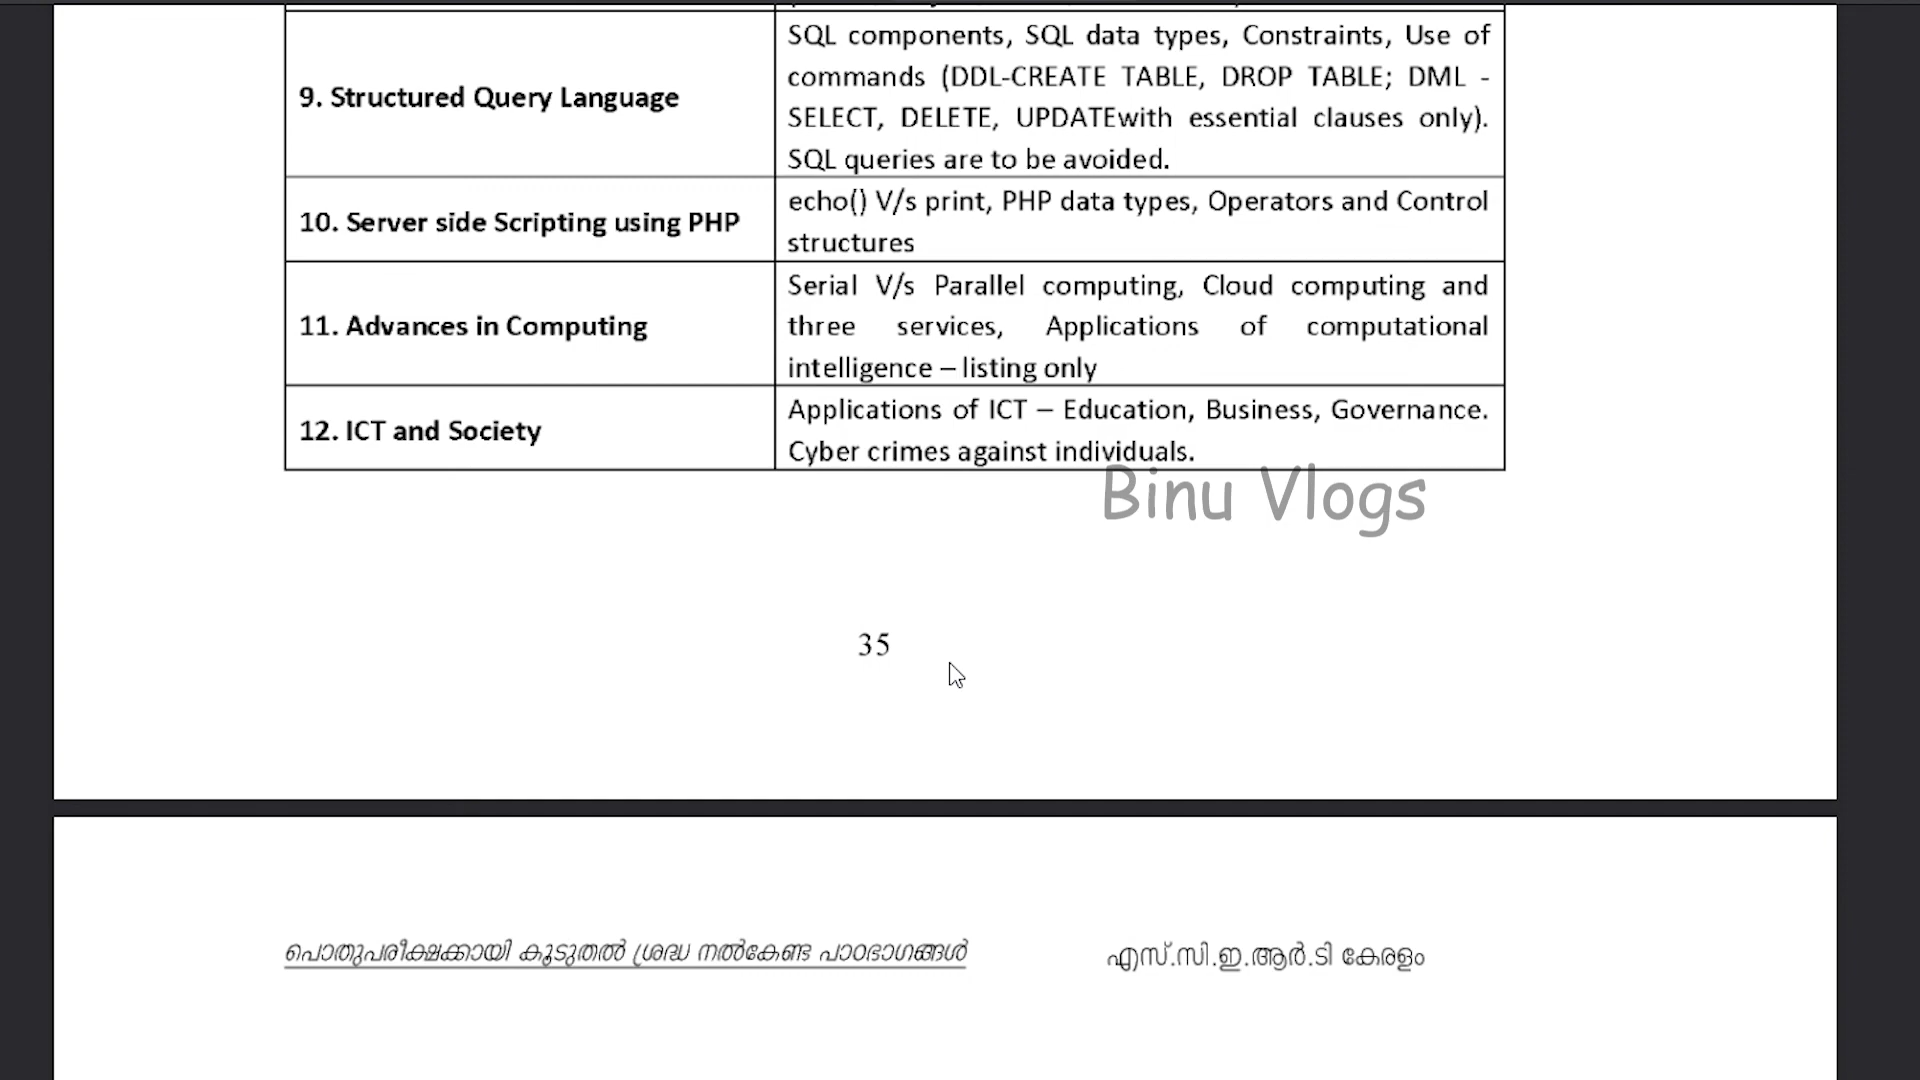 SQL components, SQL data types, Constraints, Use of
commands (DDL-CREATE TABLE, DROP TABLE; DML -
9. Structured Query Language
SELECT, DELETE, UPDATEwith essential clauses only).
SQL queries are to be avoided.
10. Server side Scripting using PHP
echo() V/s print, PHP data types, Operators and Control
structures
11. Advances in Computing
Serial V/s Parallel computing, Cloud computing and
three services, Applications of computational
intelligence – listing only
12. ICT and Society
Applications of ICT – Education, Business, Governance.
Cyber crimes against individuals.
Binu Vlogs
35
പൊതുപരീക്ഷക്കായി കൂടുതൽ ശ്രദ്ധ നൽകേണ്ട പാഠഭാഗങ്ങൾ
എസ്.സി.ഇ.ആർ.ടി കേരളം